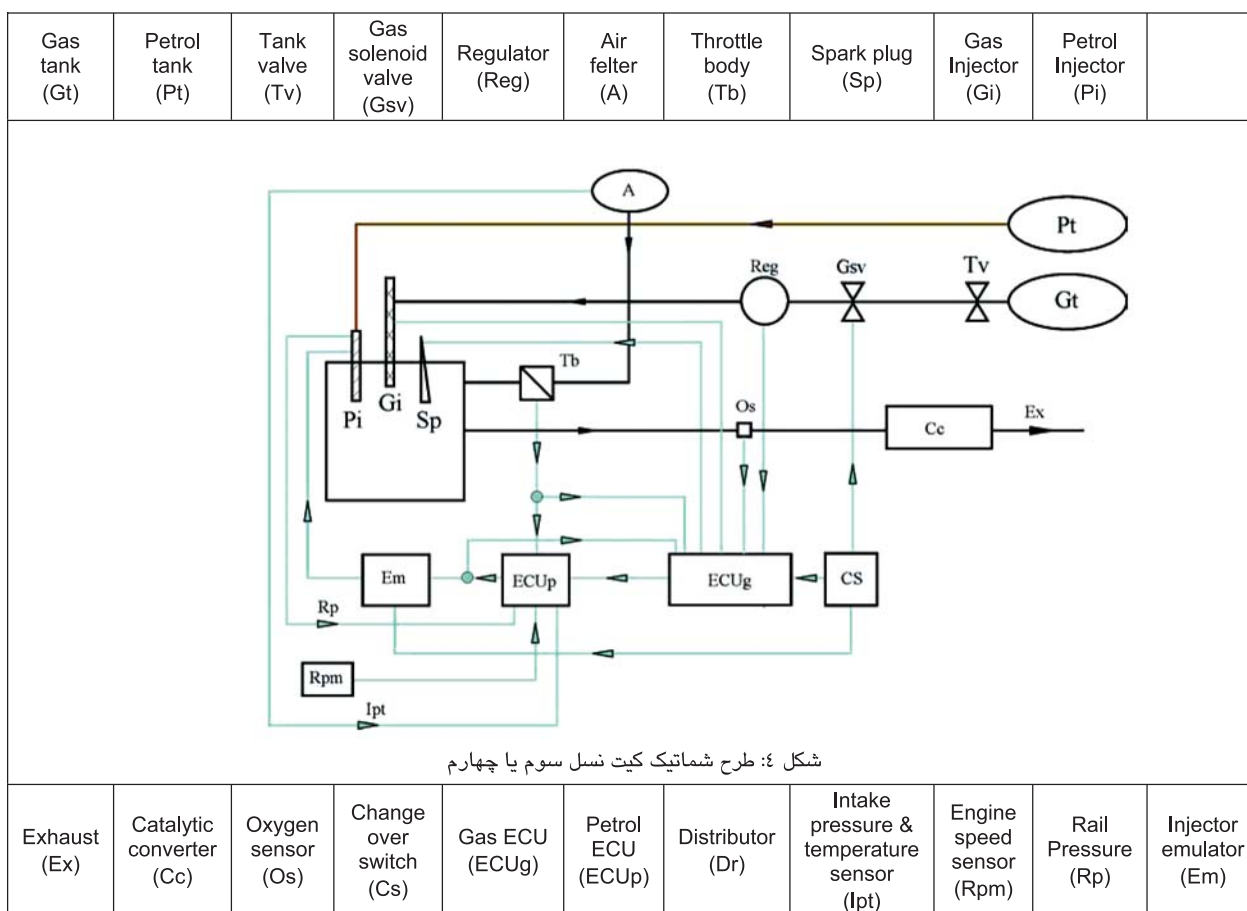 Gas
tank
(Gt)
Petrol
tank
(Pt)
Tank
valve
(Tv)
Gas
solenoid
valve
(Gsv)
Regulator
(Reg)
Air
felter
(A)
Throttle
body
(Tb)
Spark plug
(Sp)
Gas
Injector
(Gi)
Petrol
Injector
(Pi)
A
Pt
Reg
Gsv
Tv
Gt
Tb
Pi
Gi
Sp
Os
Cc
Ex
Em
ECUp
ECUg
CS
Rp
Rpm
Ipt
شکل ٤: طرح شماتیک کیت نسل سوم یا چهارم
Exhaust
(Ex)
Catalytic
converter
(Cc)
Oxygen
sensor
(Os)
Change
over
switch
(Cs)
Gas ECU
(ECUg)
Petrol
ECU
(ECUp)
Distributor
(Dr)
Intake
pressure &
temperature
sensor
(Ipt)
Engine
speed
sensor
(Rpm)
Rail
Pressure
(Rp)
Injector
emulator
(Em)